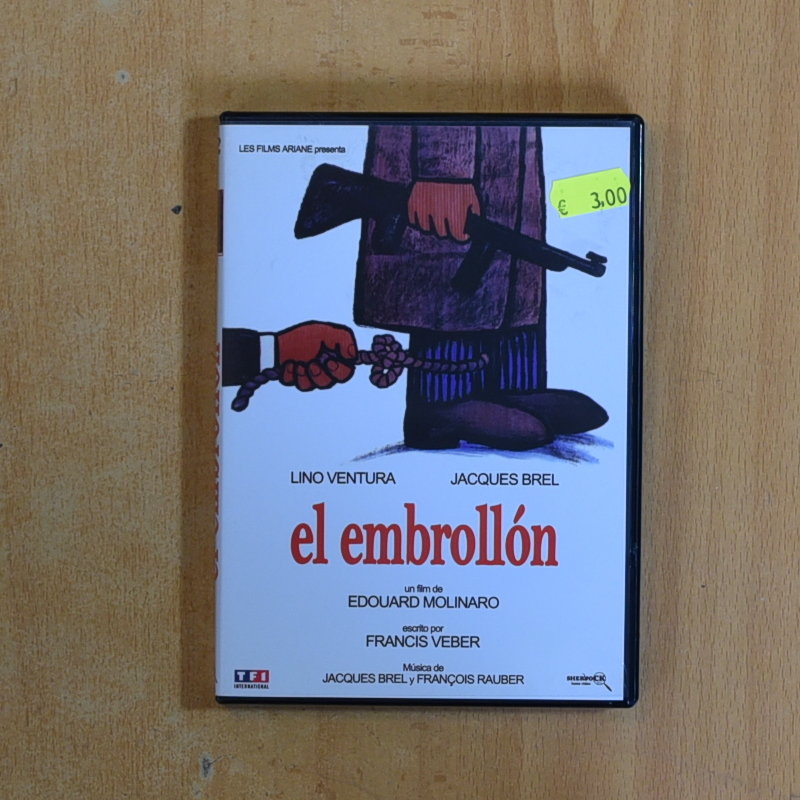 LES FILMS ARIANE presenta
€ 3,00
LINO VENTURA JACQUES BREL
el embrollón
un film de
EDOUARD MOLINARO
escrito por
FRANCIS VEBER
Música de
JACQUES BREL y FRANÇOIS RAUBER
TF1
INTERNATIONAL
SHERLOCK